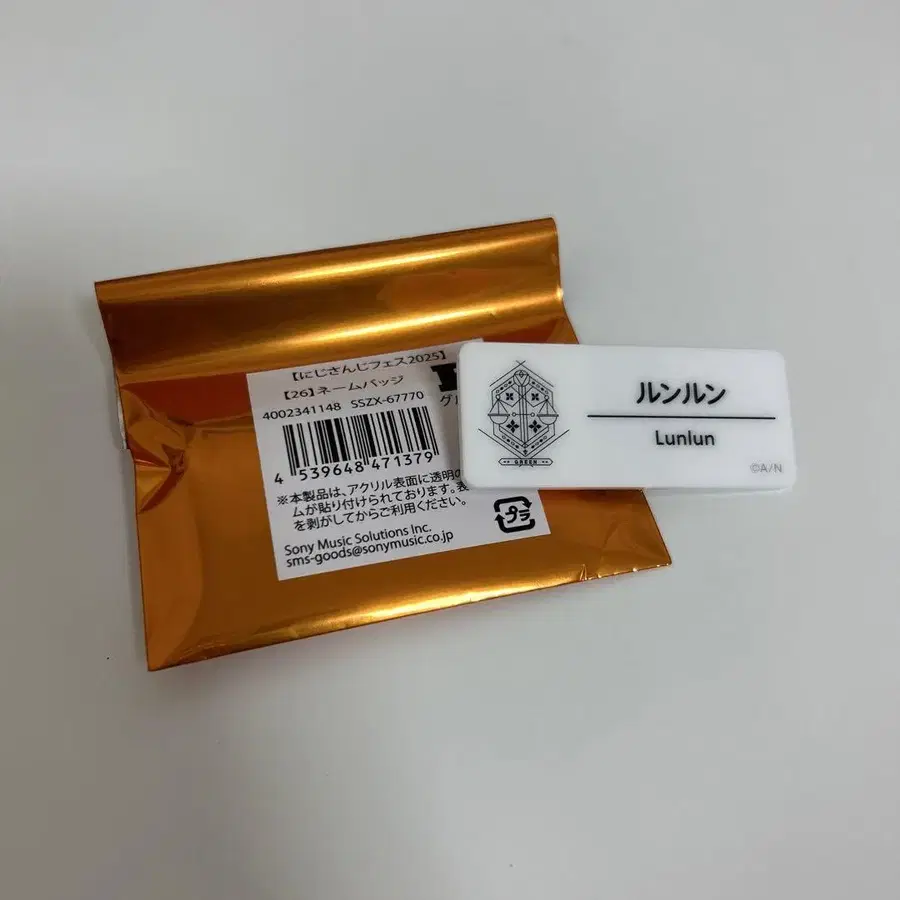 【にじさんじフェス2025】
【26】ネームバッジ
4002341148 SSZX-67770
グ
4 539648 471379
※本製品は、アクリル表面に透明の
ムが貼り付けられております。表
を剥がしてからご利用ください。
プラ
Sony Music Solutions Inc.
sms-goods@sonymusic.co.jp
ルンルン
Lunlun
GREEN
©A/N